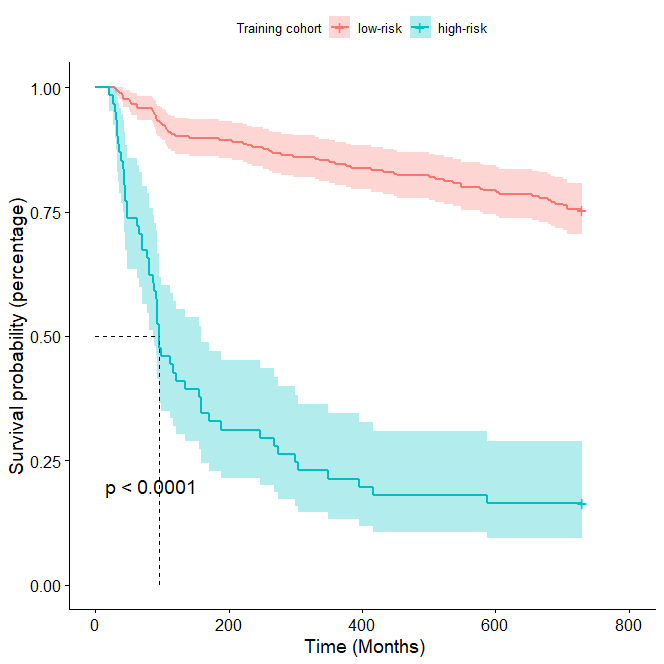 Training cohort low-risk high-risk
Survival probability (percentage)
1.00
0.75
0.50
0.25
0.00
p < 0.0001
0 200 400 600 800
Time (Months)